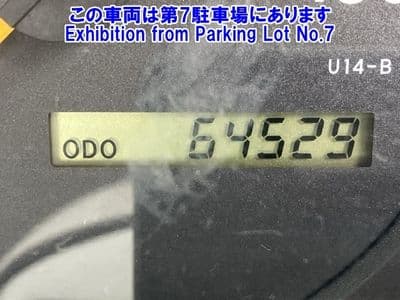 この車両は第7駐車場にあります
Exhibition from Parking Lot No.7
U14-B
ODO 64529